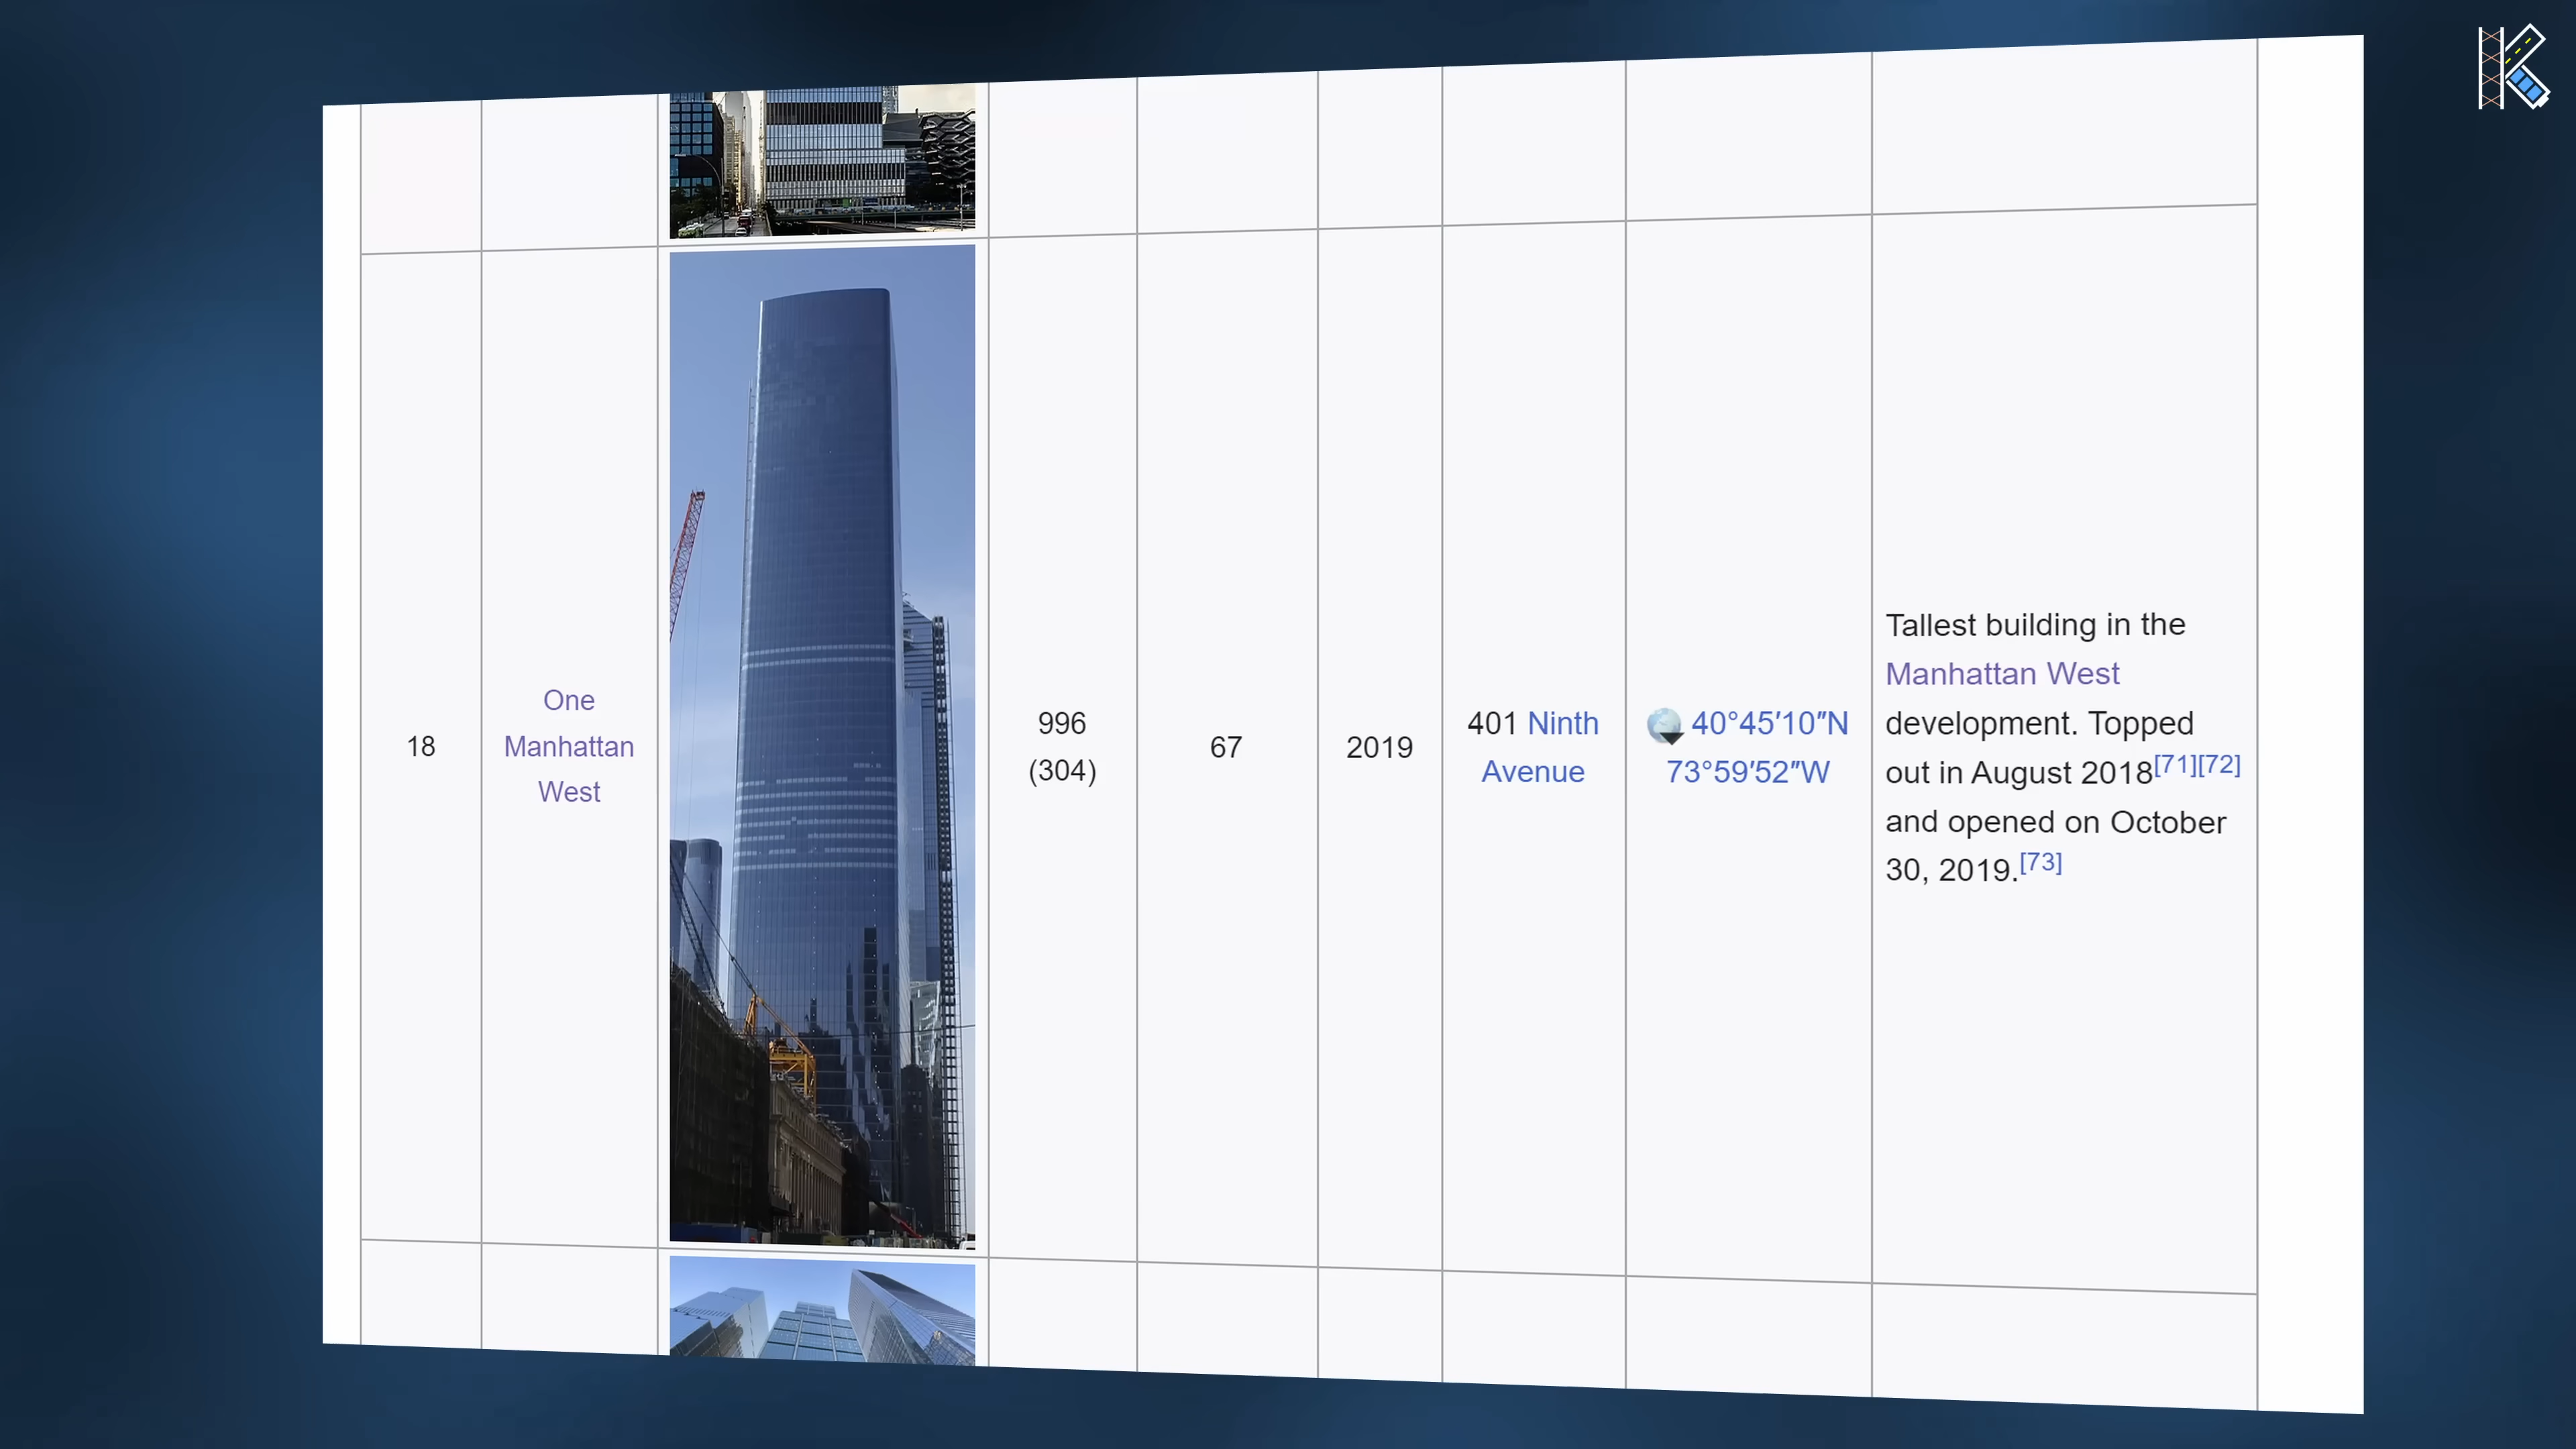 18
One
Manhattan
West
996
(304)
67
2019
401 Ninth
Avenue
40°45′10″N
73°59′52″W
Tallest building in the
Manhattan West
development. Topped
out in August 2018[71][72]
and opened on October
30, 2019.[73]